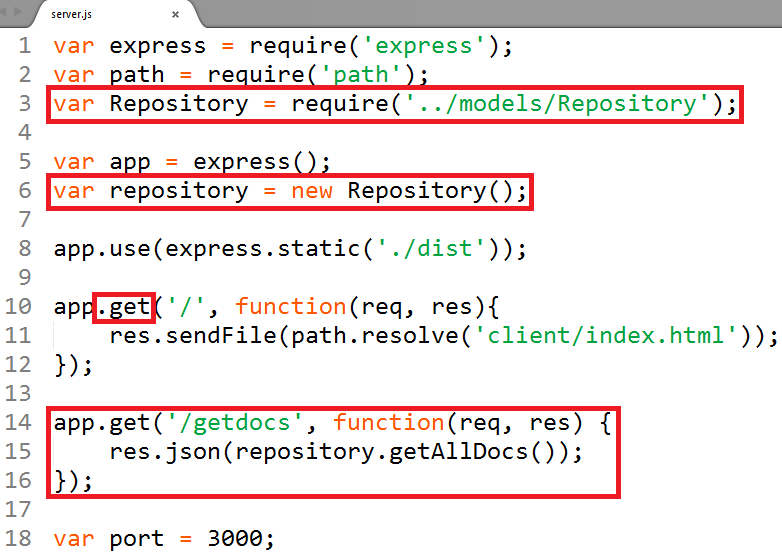 server.js ×
1 var express = require('express');
2 var path = require('path');
3 var Repository = require('../models/Repository');
4
5 var app = express();
6 var repository = new Repository();
7
8 app.use(express.static('./dist'));
9
10 app.get('/', function(req, res){
11     res.sendFile(path.resolve('client/index.html'));
12 });
13
14 app.get('/getdocs', function(req, res) {
15     res.json(repository.getAllDocs());
16 });
17
18 var port = 3000;